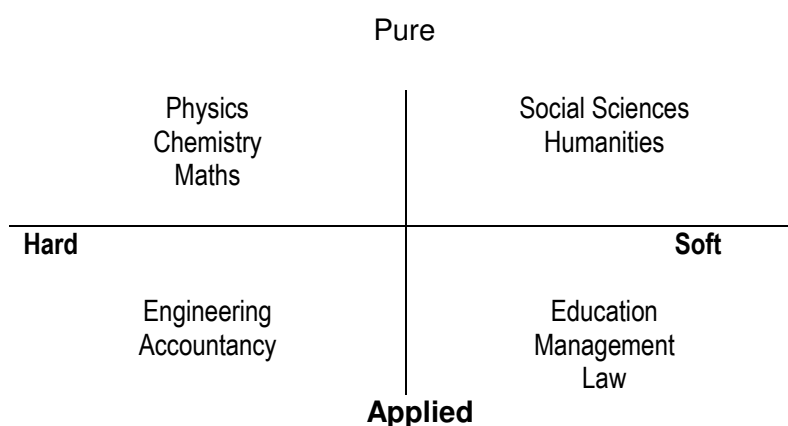 Pure
Physics
Chemistry
Maths
Social Sciences
Humanities
Hard
Soft
Engineering
Accountancy
Education
Management
Law
Applied